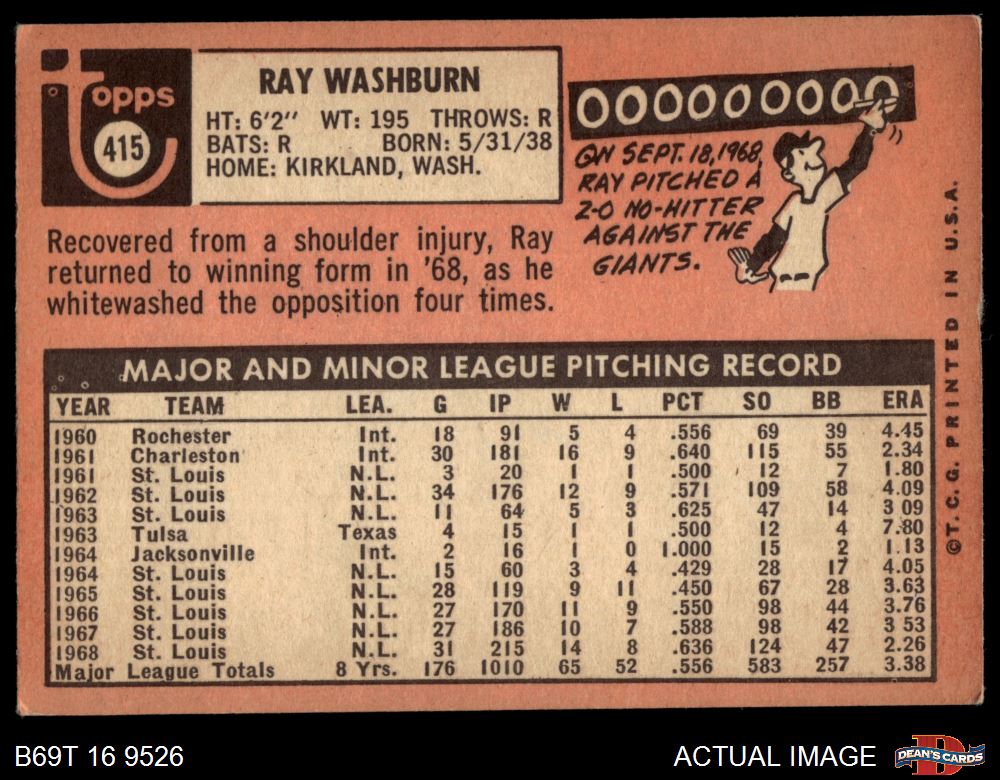 topps
415
RAY WASHBURN
HT: 6'2" WT: 195 THROWS: R
BATS: R BORN: 5/31/38
HOME: KIRKLAND, WASH.
000000000
ON SEPT. 18, 1968,
RAY PITCHED A
2-0 NO-HITTER
AGAINST THE
GIANTS.
Recovered from a shoulder injury, Ray
returned to winning form in '68, as he
whitewashed the opposition four times.
MAJOR AND MINOR LEAGUE PITCHING RECORD
YEAR TEAM LEA. G IP W L PCT SO BB ERA
1960 Rochester Int. 18 91 5 4 .556 69 39 4.45
1961 Charleston Int. 30 181 16 9 .640 115 55 2.34
1961 St. Louis N.L. 3 20 1 1 .500 12 7 1.80
1962 St. Louis N.L. 34 176 12 9 .571 109 58 4.09
1963 St. Louis N.L. 11 64 5 3 .625 47 14 3 09
1963 Tulsa Texas 4 15 1 1 .500 12 4 7.80
1964 Jacksonville Int. 2 16 1 0 1.000 15 2 1.13
1964 St. Louis N.L. 15 60 3 4 .429 28 17 4.05
1965 St. Louis N.L. 28 119 9 11 .450 67 28 3.63
1966 St. Louis N.L. 27 170 11 9 .550 98 44 3.76
1967 St. Louis N.L. 27 186 10 7 .588 98 42 3 53
1968 St. Louis N.L. 31 215 14 8 .636 124 47 2.26
Major League Totals 8 Yrs. 176 1010 65 52 .556 583 257 3.38
©T.C.G. PRINTED IN U.S.A.
B69T 16 9526
ACTUAL IMAGE
D
DEAN'S CARDS